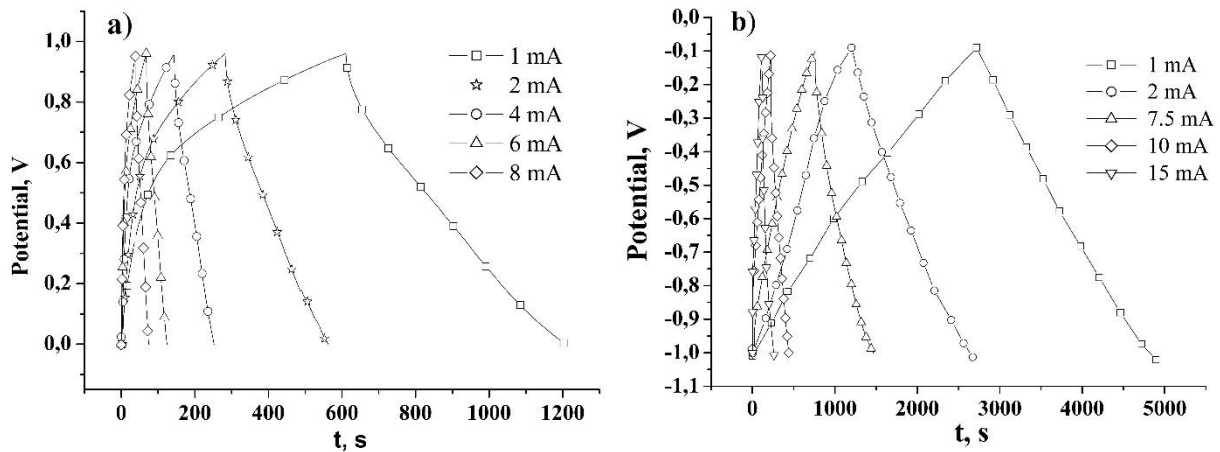 a)
1,0
0,8
0,6
0,4
0,2
0,0
Potential, V
1 mA
2 mA
4 mA
6 mA
8 mA
0 200 400 600 800 1000 1200
t, s
b)
0,0
-0,1
-0,2
-0,3
-0,4
-0,5
-0,6
-0,7
-0,8
-0,9
-1,0
-1,1
Potential, V
1 mA
2 mA
7.5 mA
10 mA
15 mA
0 1000 2000 3000 4000 5000
t, s